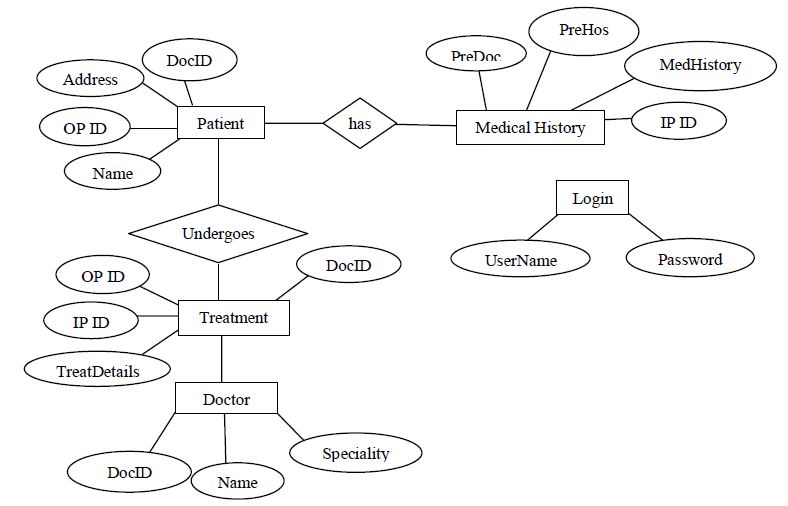 PreHos
DocID
PreDoc
Address
MedHistory
OP ID
Patient
has
Medical History
IP ID
Name
Login
Undergoes
UserName
Password
OP ID
DocID
IP ID
Treatment
TreatDetails
Doctor
DocID
Name
Speciality